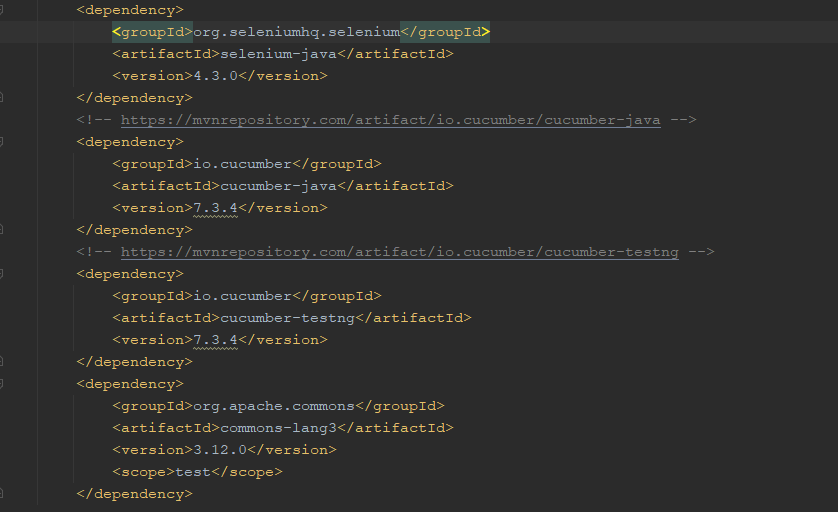 <dependency>
<groupId>org.seleniumhq.selenium</groupId>
<artifactId>selenium-java</artifactId>
<version>4.3.0</version>
</dependency>
<!-- https://mvnrepository.com/artifact/io.cucumber/cucumber-java -->
<dependency>
<groupId>io.cucumber</groupId>
<artifactId>cucumber-java</artifactId>
<version>7.3.4</version>
</dependency>
<!-- https://mvnrepository.com/artifact/io.cucumber/cucumber-testng -->
<dependency>
<groupId>io.cucumber</groupId>
<artifactId>cucumber-testng</artifactId>
<version>7.3.4</version>
</dependency>
<dependency>
<groupId>org.apache.commons</groupId>
<artifactId>commons-lang3</artifactId>
<version>3.12.0</version>
<scope>test</scope>
</dependency>